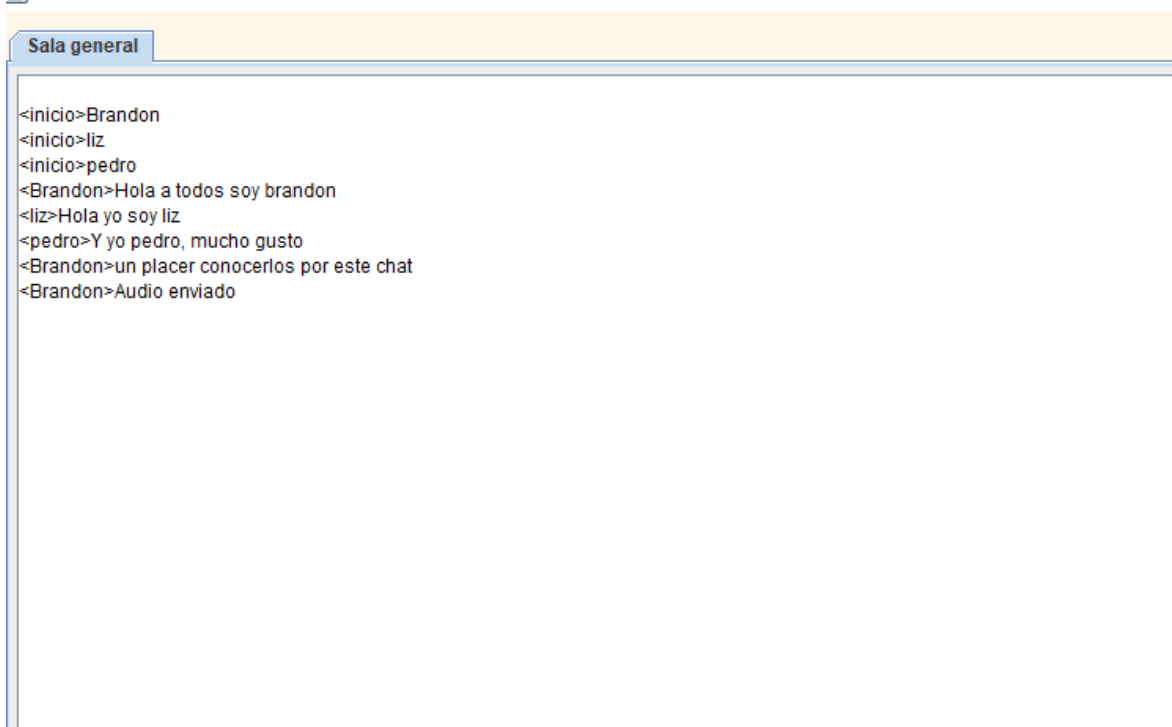 Sala general
<inicio>Brandon
<inicio>liz
<inicio>pedro
<Brandon>Hola a todos soy brandon
<liz>Hola yo soy liz
<pedro>Y yo pedro, mucho gusto
<Brandon>un placer conocerlos por este chat
<Brandon>Audio enviado